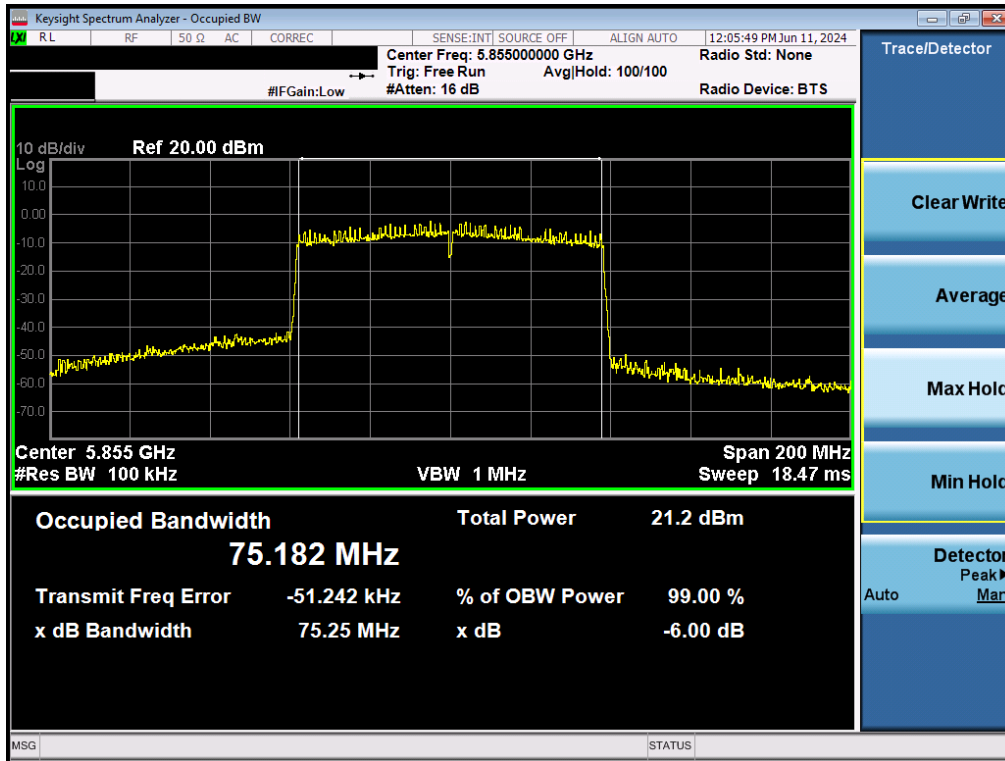 Keysight Spectrum Analyzer - Occupied BW
LXI RL RF 50 Ω AC CORREC SENSE:INT SOURCE OFF ALIGN AUTO 12:05:49 PM Jun 11, 2024
Center Freq: 5.855000000 GHz Radio Std: None
Trig: Free Run Avg|Hold: 100/100
#IFGain:Low #Atten: 16 dB Radio Device: BTS
10 dB/div Ref 20.00 dBm
Log
10.0
0.00
-10.0
-20.0
-30.0
-40.0
-50.0
-60.0
-70.0
Center 5.855 GHz Span 200 MHz
#Res BW 100 kHz VBW 1 MHz Sweep 18.47 ms
Occupied Bandwidth Total Power 21.2 dBm
75.182 MHz
Transmit Freq Error -51.242 kHz % of OBW Power 99.00 %
x dB Bandwidth 75.25 MHz x dB -6.00 dB
MSG STATUS
Trace/Detector
Clear Write
Average
Max Hold
Min Hold
Detector
Peak▶
Auto Man